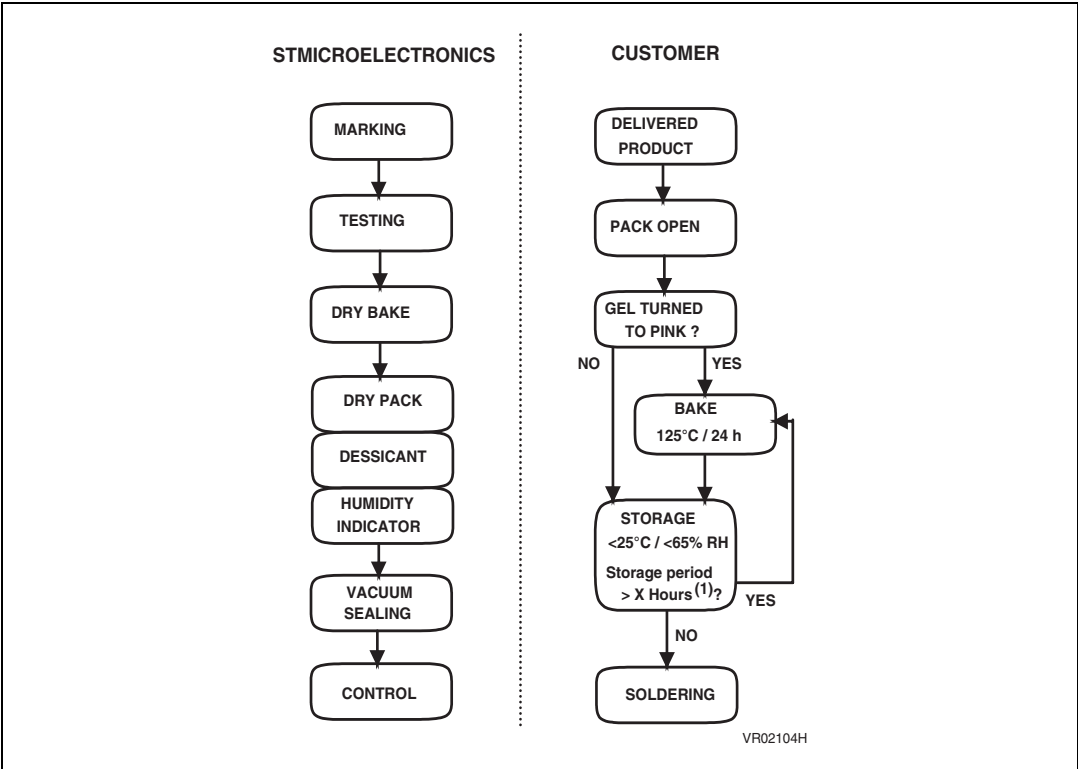 STMICROELECTRONICS
MARKING
TESTING
DRY BAKE
DRY PACK
DESSICANT
HUMIDITY
INDICATOR
VACUUM
SEALING
CONTROL
CUSTOMER
DELIVERED
PRODUCT
PACK OPEN
GEL TURNED
TO PINK ?
NO
YES
BAKE
125°C / 24 h
STORAGE
<25°C / <65% RH
Storage period
> X Hours(1)?
YES
NO
SOLDERING
VR02104H